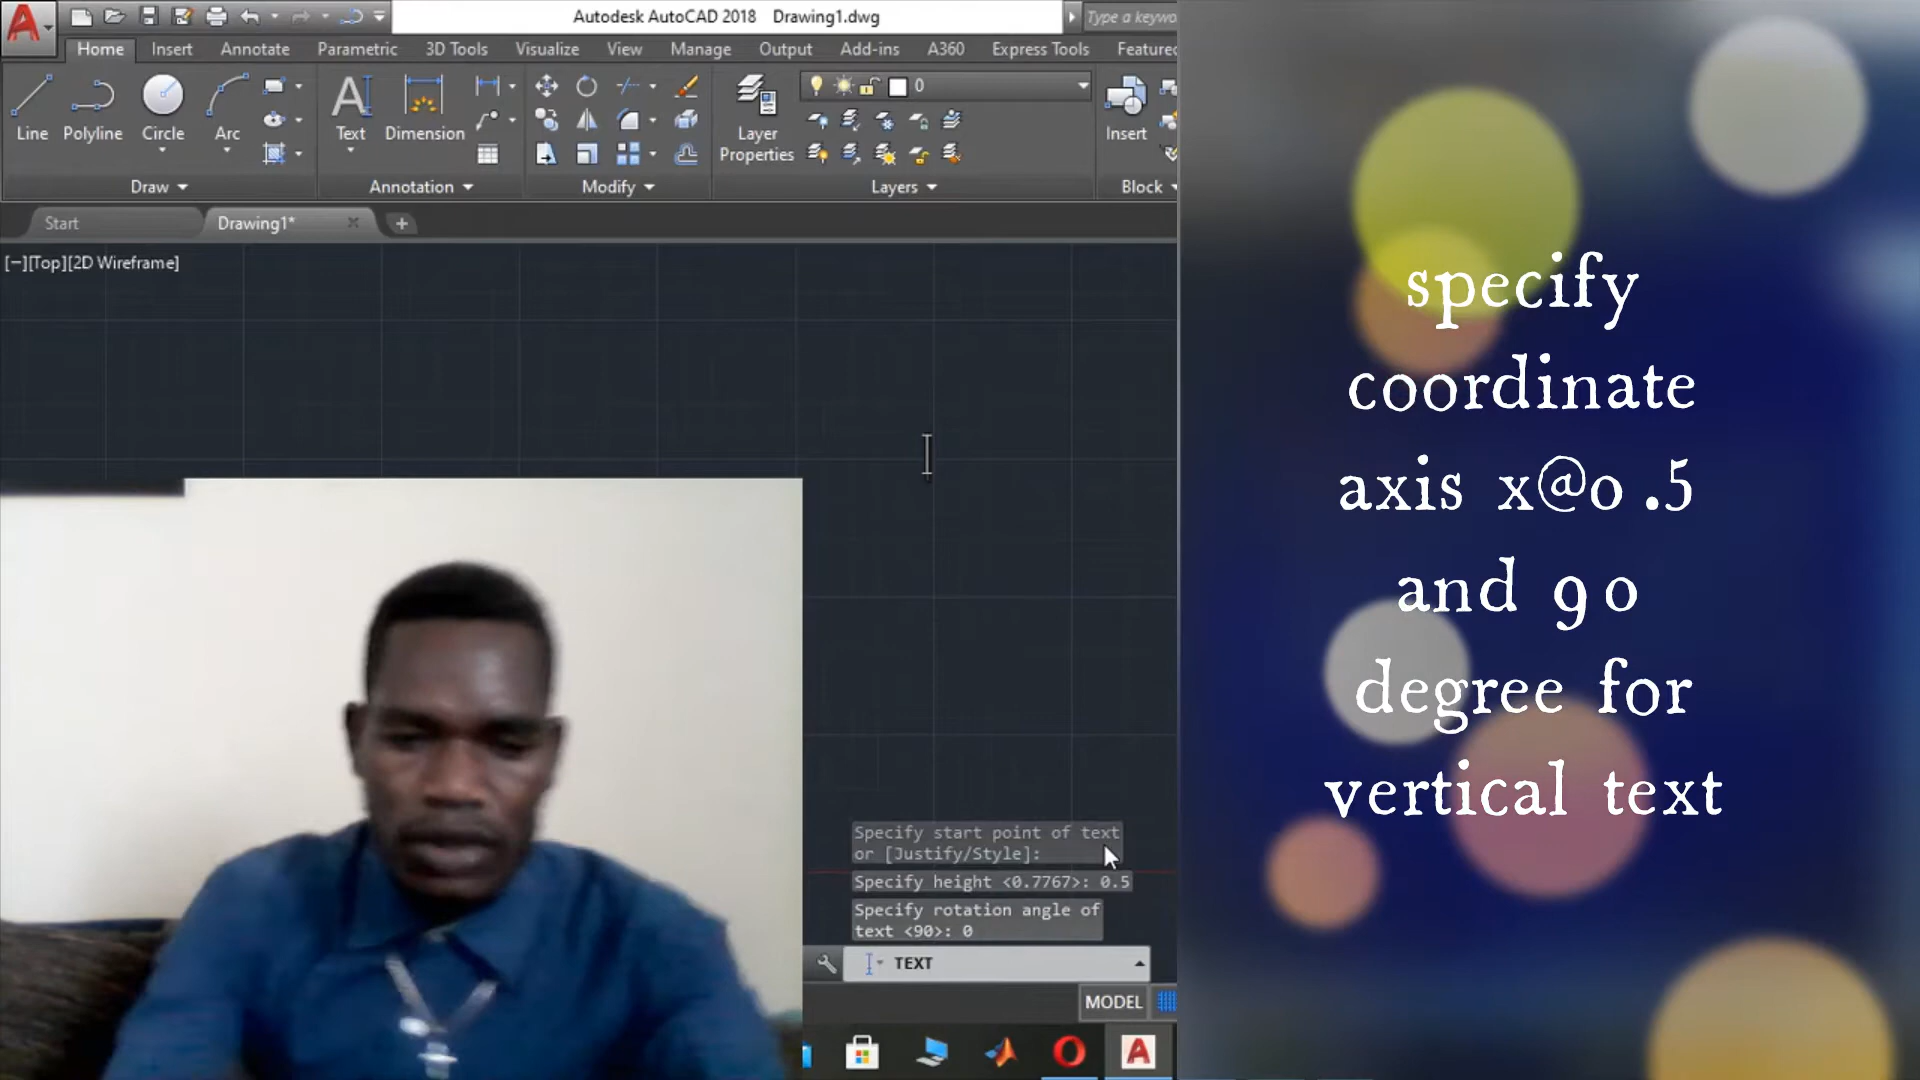 Autodesk AutoCAD 2018 Drawing1.dwg
Type a keywo
Home Insert Annotate Parametric 3D Tools Visualize View Manage Output Add-ins A360 Express Tools Featured
0
Line Polyline Circle Arc Text Dimension Layer Properties Insert
Draw Annotation Modify Layers Block
Start Drawing1*
[−][Top][2D Wireframe]
Specify start point of text
or [Justify/Style]:
Specify height <0.7767>: 0.5
Specify rotation angle of
text <90>: 0
TEXT
MODEL
specify
coordinate
axis x@0.5
and 90
degree for
vertical text